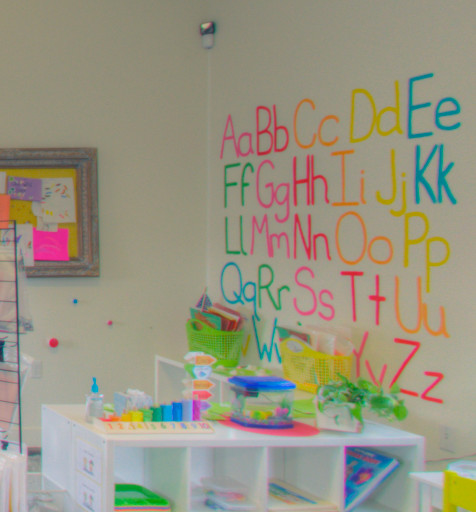 Aa Bb Cc Dd Ee
Ff Gg Hh Ii Jj Kk
Ll Mm Nn Oo Pp
Qq Rr Ss Tt Uu
W Yy Zz